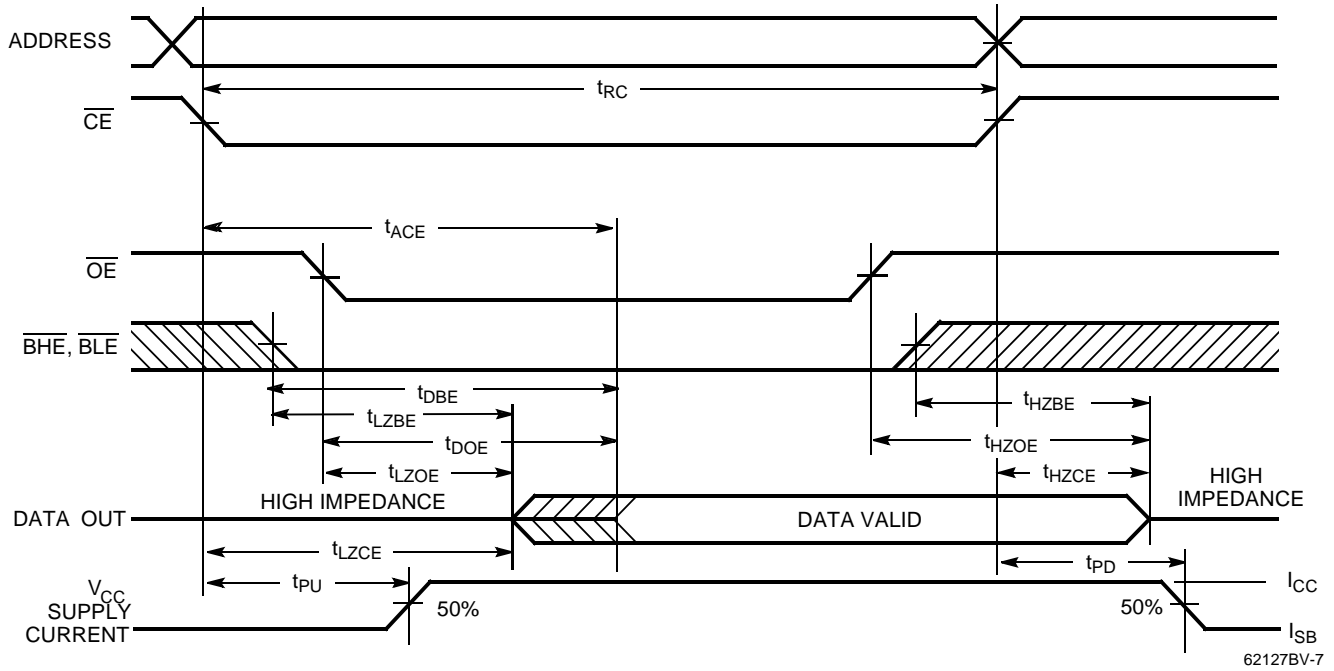 ADDRESS
tRC
CE
tACE
OE
BHE, BLE
tDBE
tLZBE
tHZBE
tDOE
tHZOE
tLZOE
tHZCE
HIGH IMPEDANCE
HIGH
IMPEDANCE
DATA OUT
DATA VALID
tLZCE
tPU
tPD
VCC
SUPPLY
CURRENT
50%
50%
ICC
ISB
62127BV-7